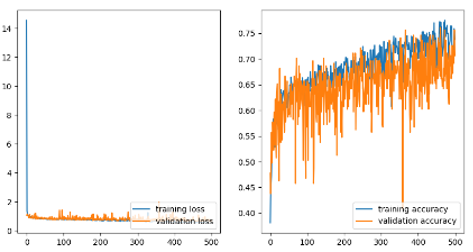 14
12
10
8
6
4
2
0
0 100 200 300 400 500
training loss
validation loss
0.75
0.70
0.65
0.60
0.55
0.50
0.45
0.40
0 100 200 300 400 500
training accuracy
validation accuracy